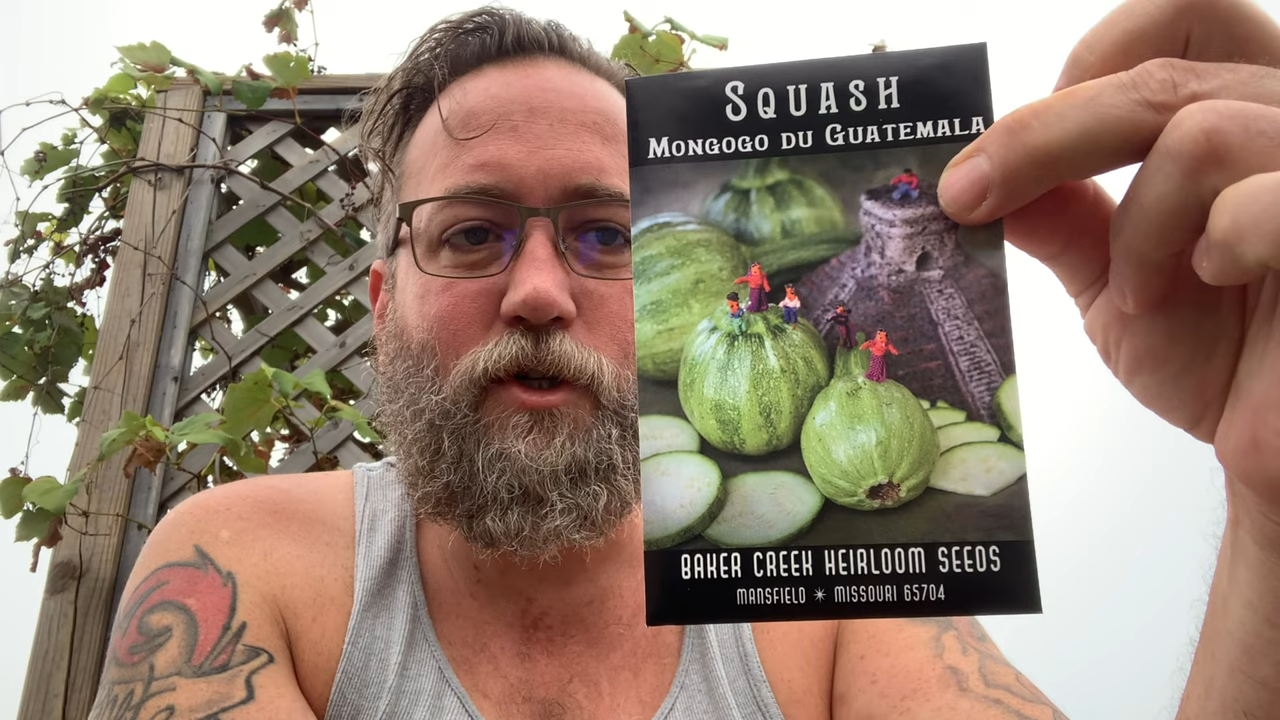 SQUASH
MONGOGO DU GUATEMALA
BAKER CREEK HEIRLOOM SEEDS
MANSFIELD ✶ MISSOURI 65704